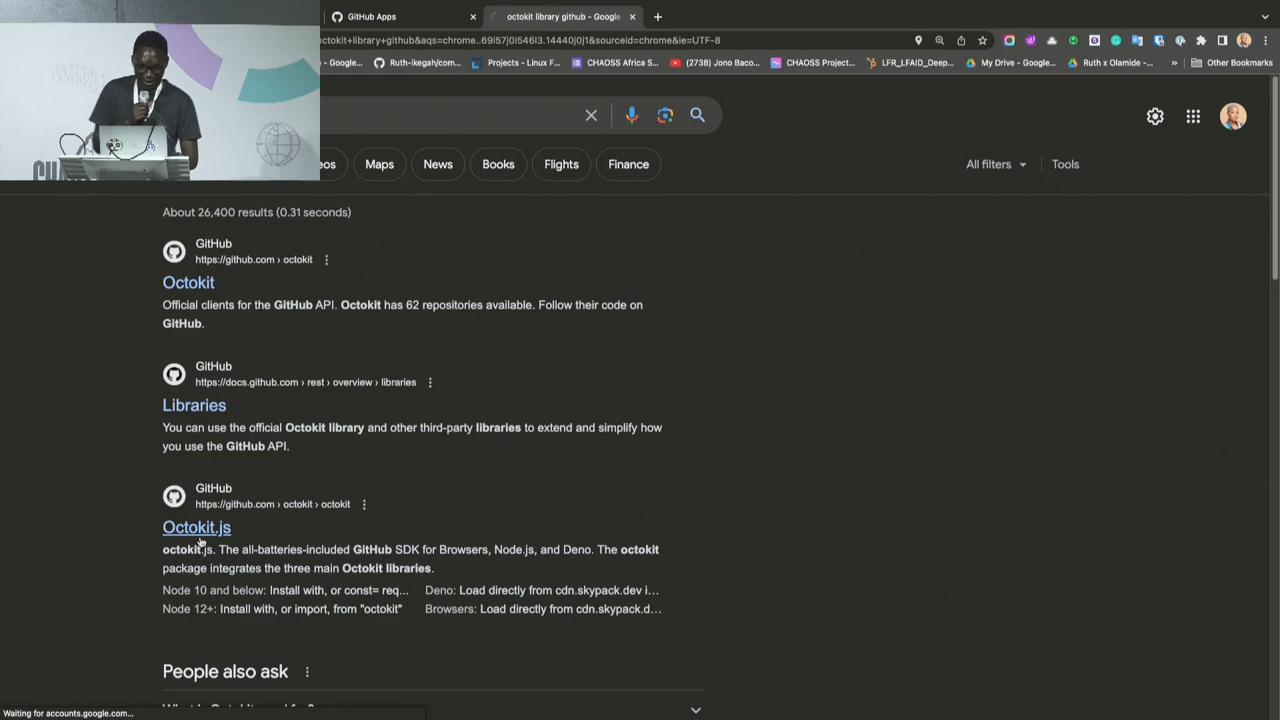 GitHub Apps
octokit library github - Google
octokit+library+github&aqs=chrome..69i57j0i546l3.14440j0j1&sourceid=chrome&ie=UTF-8
- Google...
Ruth-ikegah/com...
Projects - Linux F...
CHAOSS Africa S...
(2738) Jono Baco...
CHAOSS Project...
LFR_LFAID_Deep...
My Drive - Google...
Ruth x Olamide -...
Other Bookmarks
Maps
News
Books
Flights
Finance
All filters
Tools
About 26,400 results (0.31 seconds)
GitHub
https://github.com › octokit
Octokit
Official clients for the GitHub API. Octokit has 62 repositories available. Follow their code on
GitHub.
GitHub
https://docs.github.com › rest › overview › libraries
Libraries
You can use the official Octokit library and other third-party libraries to extend and simplify how
you use the GitHub API.
GitHub
https://github.com › octokit › octokit
Octokit.js
octokit.js. The all-batteries-included GitHub SDK for Browsers, Node.js, and Deno. The octokit
package integrates the three main Octokit libraries.
Node 10 and below: Install with, or const= req...
Deno: Load directly from cdn.skypack.dev i...
Node 12+: Install with, or import, from "octokit"
Browsers: Load directly from cdn.skypack.d...
People also ask
Waiting for accounts.google.com...